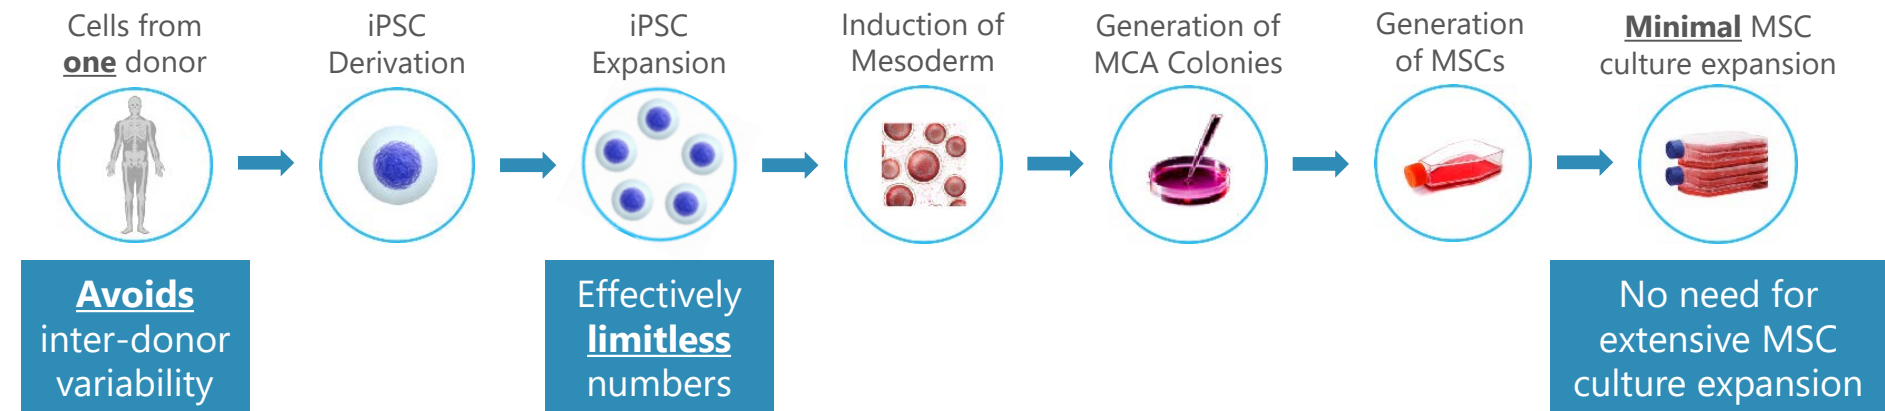 Cells from
one donor
iPSC
Derivation
iPSC
Expansion
Induction of
Mesoderm
Generation of
MCA Colonies
Generation
of MSCs
Minimal MSC
culture expansion
Avoids
inter-donor
variability
Effectively
limitless
numbers
No need for
extensive MSC
culture expansion